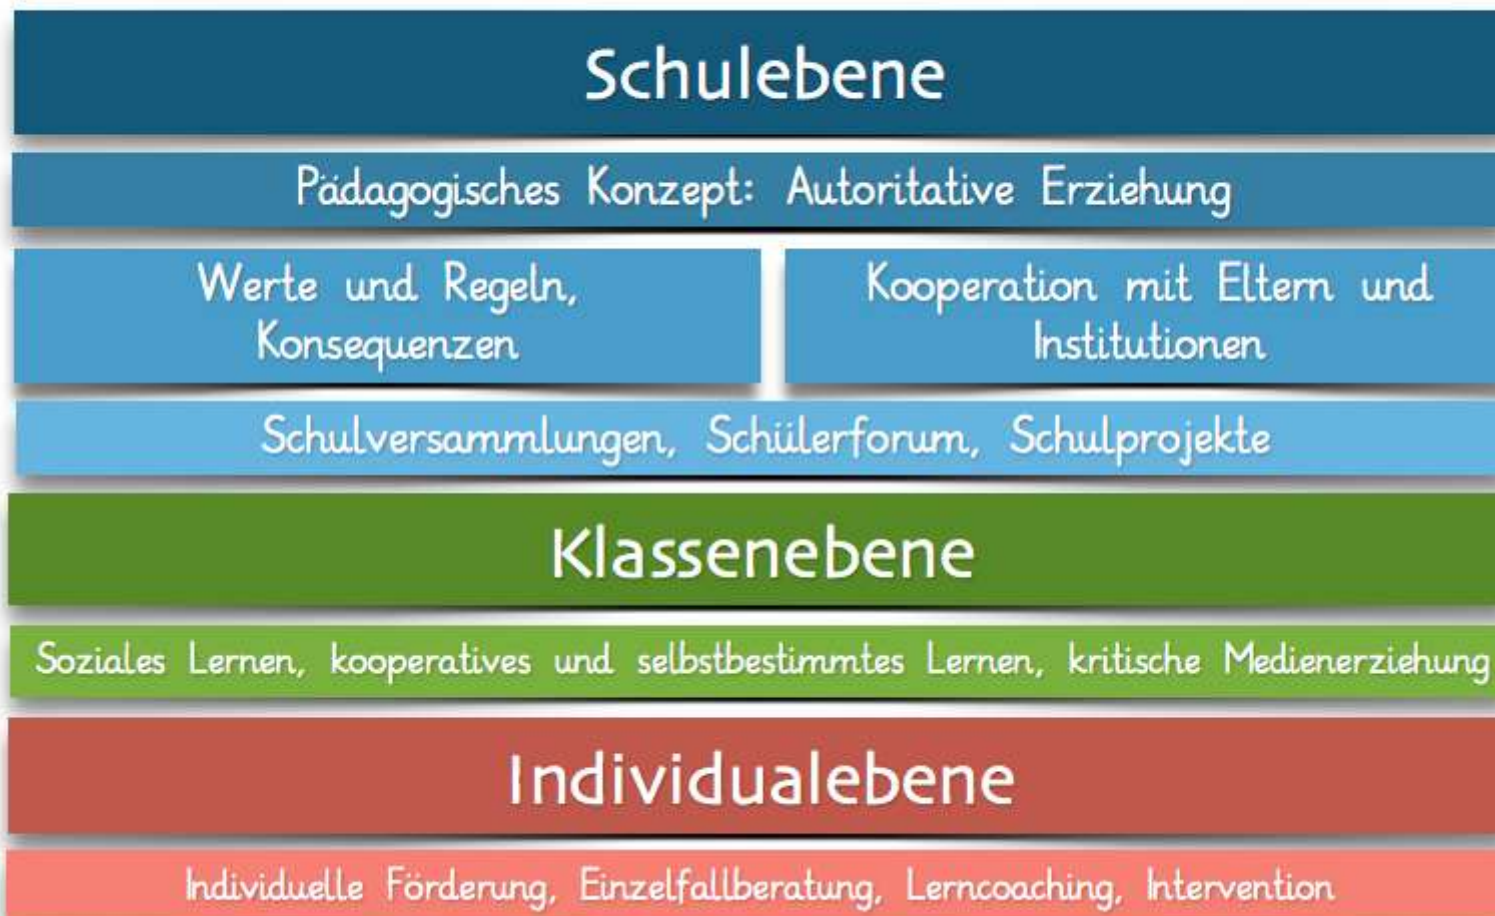 Schulebene
Pädagogisches Konzept: Autoritative Erziehung
Werte und Regeln,
Konsequenzen
Kooperation mit Eltern und
Institutionen
Schulversammlungen, Schülerforum, Schulprojekte
Klassenebene
Soziales Lernen, kooperatives und selbstbestimmtes Lernen, kritische Medienerziehung
Individualebene
Individuelle Förderung, Einzelfallberatung, Lerncoaching, Intervention